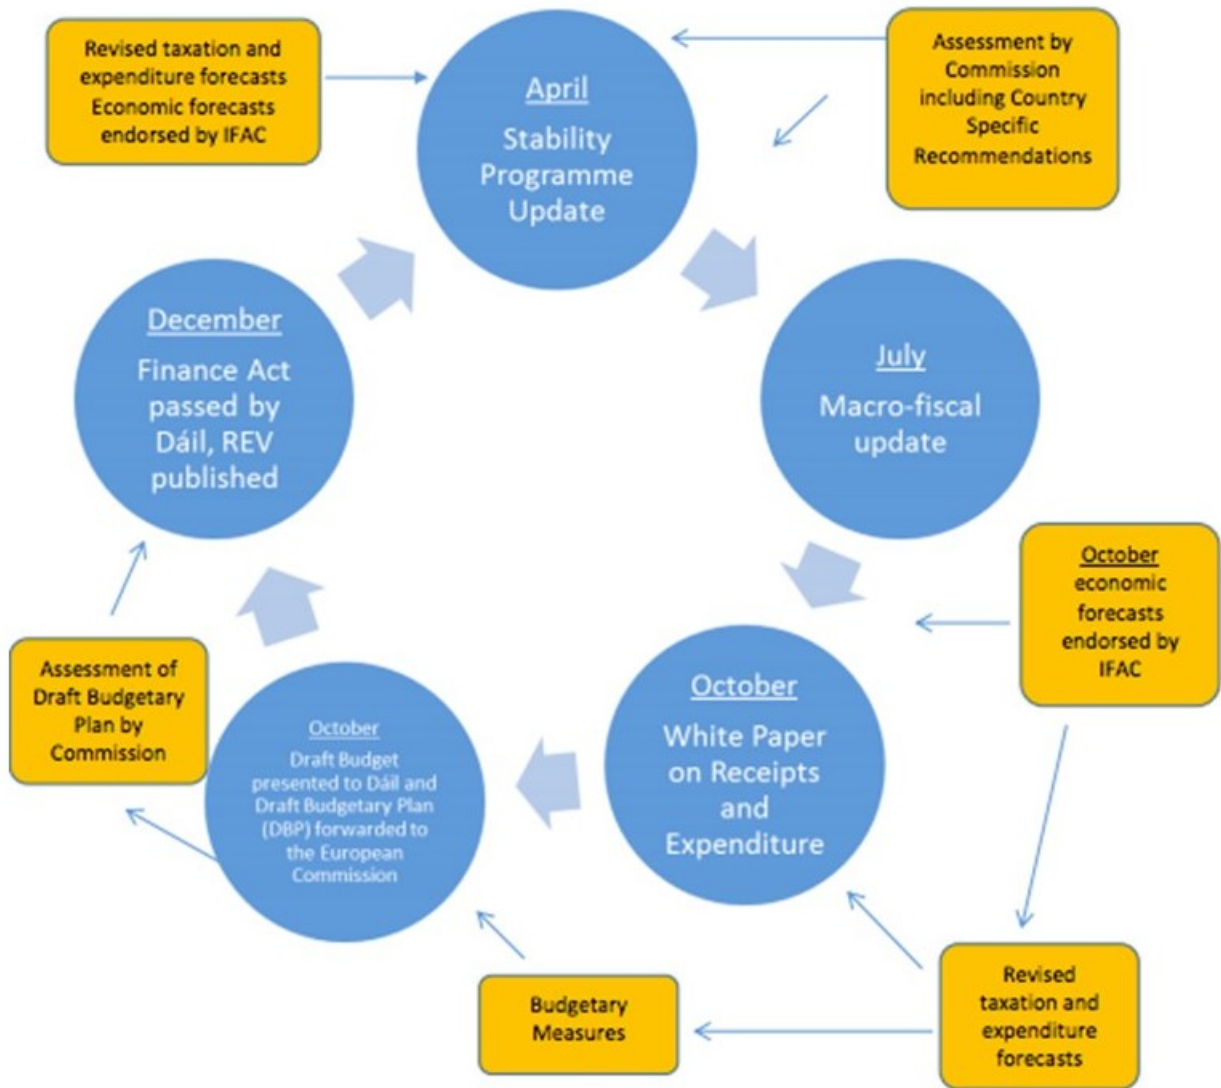 Revised taxation and
expenditure forecasts
Economic forecasts
endorsed by IFAC
April
Stability
Programme
Update
Assessment by
Commission
including Country
Specific
Recommendations
December
Finance Act
passed by
Dáil, REV
published
July
Macro-fiscal
update
October
economic
forecasts
endorsed by
IFAC
Assessment of
Draft Budgetary
Plan by
Commission
October
Draft Budget
presented to Dáil and
Draft Budgetary Plan
(DBP) forwarded to
the European
Commission
October
White Paper
on Receipts
and
Expenditure
Budgetary
Measures
Revised
taxation and
expenditure
forecasts